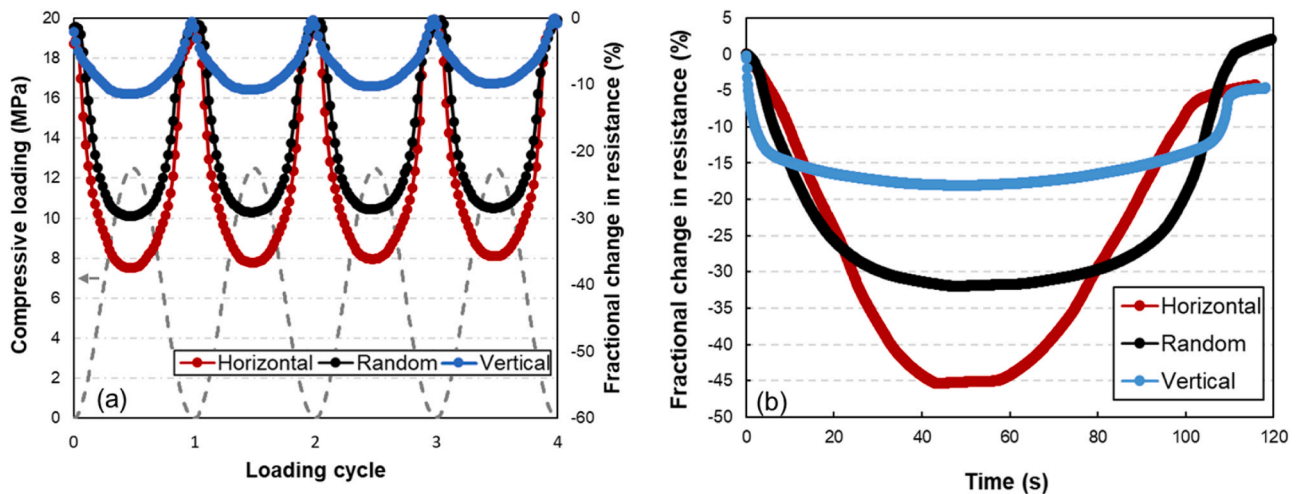 Compressive loading (MPa)
20
18
16
14
12
10
8
6
4
2
0
0
-10
-20
-30
-40
-50
-60
Fractional change in resistance (%)
Horizontal Random Vertical
(a)
0 1 2 3 4
Loading cycle
(b)
Fractional change in resistance (%)
5
0
-5
-10
-15
-20
-25
-30
-35
-40
-45
-50
Horizontal
Random
Vertical
(b)
0 20 40 60 80 100 120
Time (s)